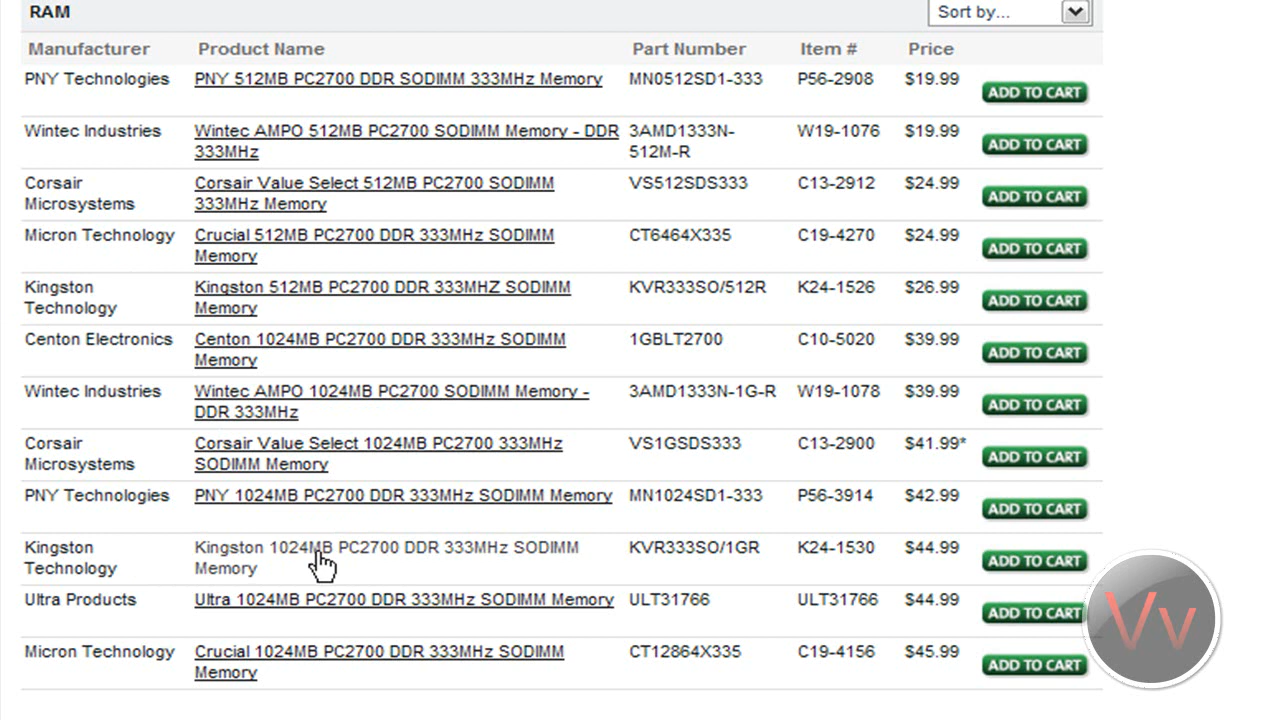 RAM
Sort by...
Manufacturer Product Name Part Number Item # Price
PNY Technologies PNY 512MB PC2700 DDR SODIMM 333MHz Memory MN0512SD1-333 P56-2908 $19.99
ADD TO CART
Wintec Industries Wintec AMPO 512MB PC2700 SODIMM Memory - DDR 3AMD1333N- W19-1076 $19.99
333MHz 512M-R
ADD TO CART
Corsair Corsair Value Select 512MB PC2700 SODIMM VS512SDS333 C13-2912 $24.99
Microsystems 333MHz Memory
ADD TO CART
Micron Technology Crucial 512MB PC2700 DDR 333MHz SODIMM CT6464X335 C19-4270 $24.99
Memory
ADD TO CART
Kingston Kingston 512MB PC2700 DDR 333MHZ SODIMM KVR333SO/512R K24-1526 $26.99
Technology Memory
ADD TO CART
Centon Electronics Centon 1024MB PC2700 DDR 333MHz SODIMM 1GBLT2700 C10-5020 $39.99
Memory
ADD TO CART
Wintec Industries Wintec AMPO 1024MB PC2700 SODIMM Memory - 3AMD1333N-1G-R W19-1078 $39.99
DDR 333MHz
ADD TO CART
Corsair Corsair Value Select 1024MB PC2700 333MHz VS1GSDS333 C13-2900 $41.99*
Microsystems SODIMM Memory
ADD TO CART
PNY Technologies PNY 1024MB PC2700 DDR 333MHz SODIMM Memory MN1024SD1-333 P56-3914 $42.99
ADD TO CART
Kingston Kingston 1024MB PC2700 DDR 333MHz SODIMM KVR333SO/1GR K24-1530 $44.99
Technology Memory
ADD TO CART
Ultra Products Ultra 1024MB PC2700 DDR 333MHz SODIMM Memory ULT31766 ULT31766 $44.99
ADD TO CART
Micron Technology Crucial 1024MB PC2700 DDR 333MHz SODIMM CT12864X335 C19-4156 $45.99
Memory
ADD TO CART
Vv